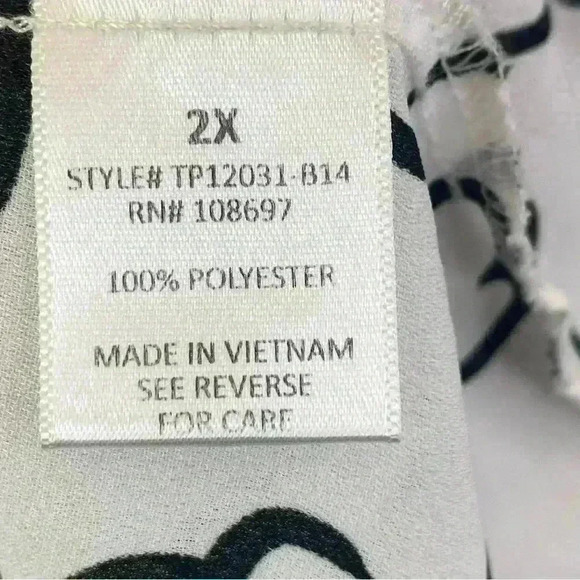 2X
STYLE# TP12031-B14
RN# 108697
100% POLYESTER
MADE IN VIETNAM
SEE REVERSE
FOR CARE